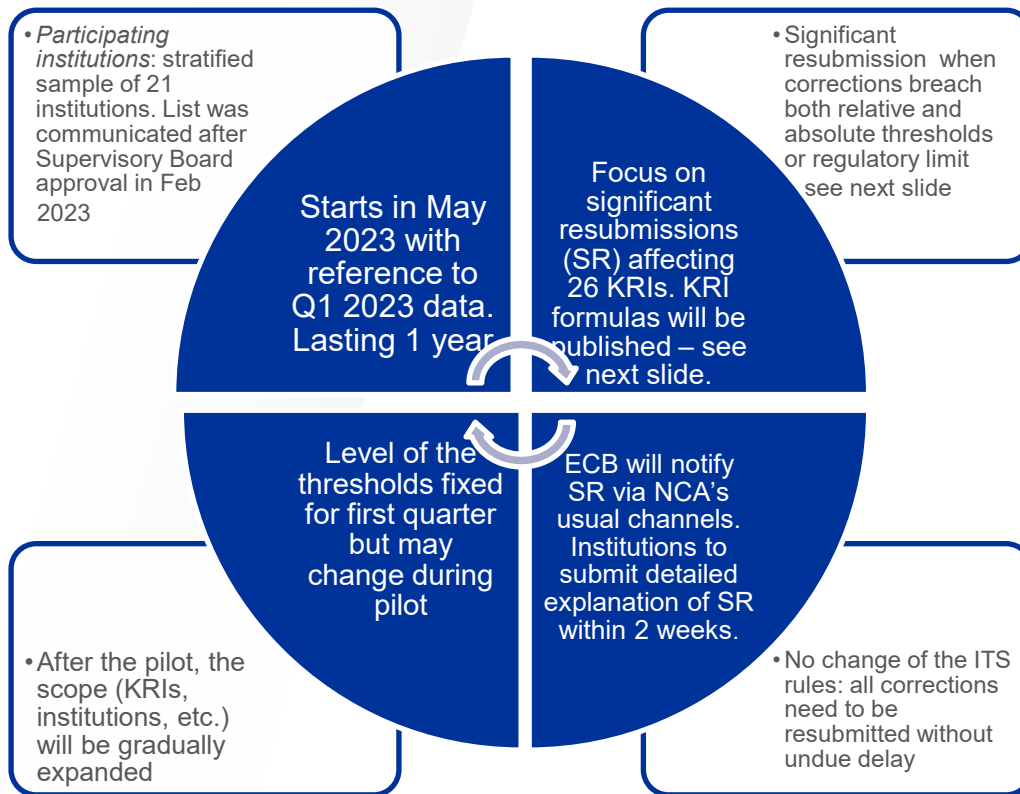 • Participating
institutions: stratified
sample of 21
institutions. List was
communicated after
Supervisory Board
approval in Feb
2023
Starts in May
2023 with
reference to
Q1 2023 data.
Lasting 1 year
• Significant
resubmission when
corrections breach
both relative and
absolute thresholds
or regulatory limit
see next slide
Focus on
significant
resubmissions
(SR) affecting
26 KRIs. KRI
formulas will be
published – see
next slide.
Level of the
thresholds fixed
for first quarter
but may
change during
pilot
• After the pilot, the
scope (KRIs,
institutions, etc.)
will be gradually
expanded
ECB will notify
SR via NCA’s
usual channels.
Institutions to
submit detailed
explanation of SR
within 2 weeks.
• No change of the ITS
rules: all corrections
need to be
resubmitted without
undue delay